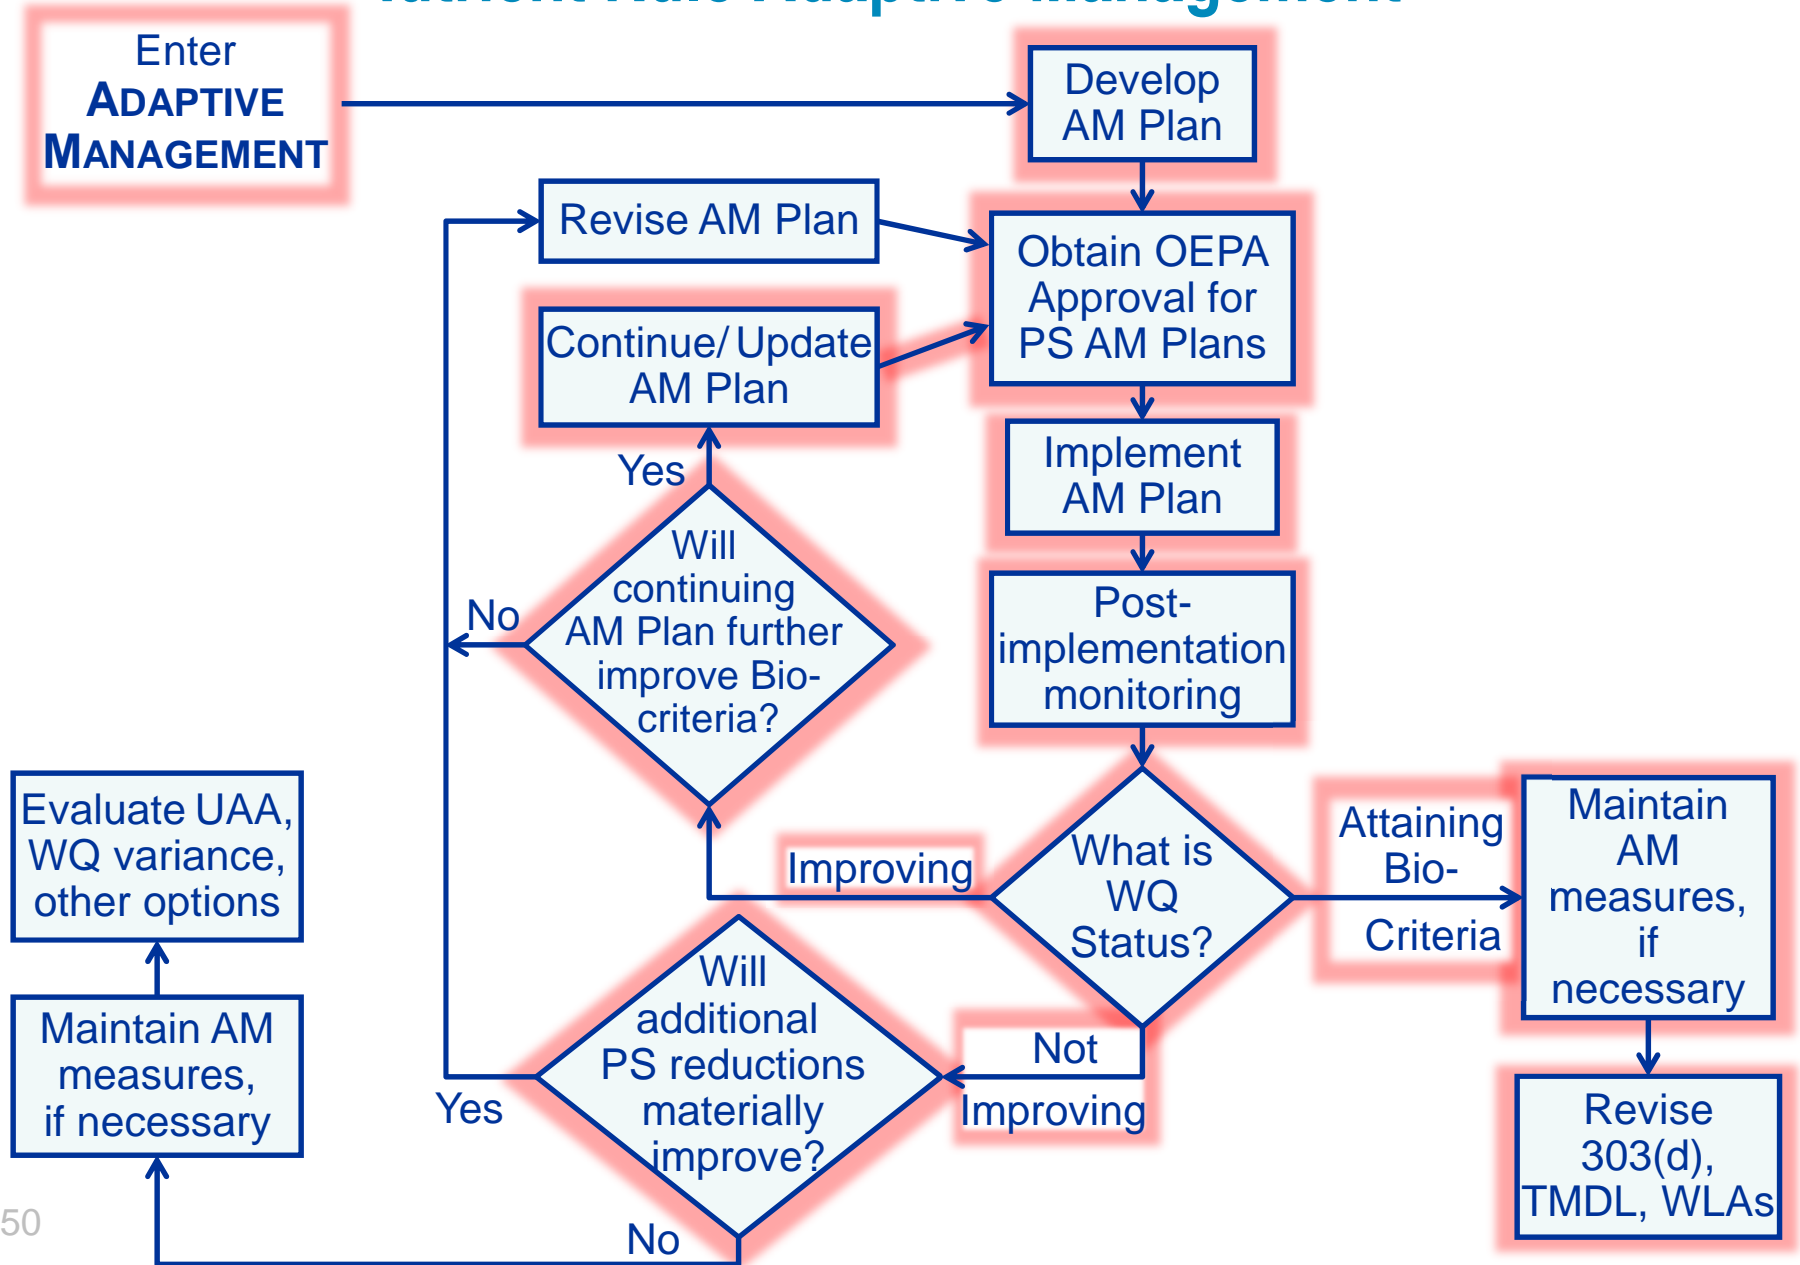 Rule Adaptive Management
Enter
ADAPTIVE
MANAGEMENT
Develop
AM Plan
Revise AM Plan
Obtain OEPA
Approval for
PS AM Plans
Continue/ Update
AM Plan
Implement
AM Plan
Yes
Will
continuing
AM Plan further
improve Bio-
criteria?
No
Post-
implementation
monitoring
Evaluate UAA,
WQ variance,
other options
Improving
What is
WQ
Status?
Attaining
Bio-
Criteria
Maintain
AM
measures,
if
necessary
Will
additional
PS reductions
materially
improve?
Not
Improving
Yes
Maintain AM
measures,
if necessary
Revise
303(d),
TMDL, WLAs
No
50